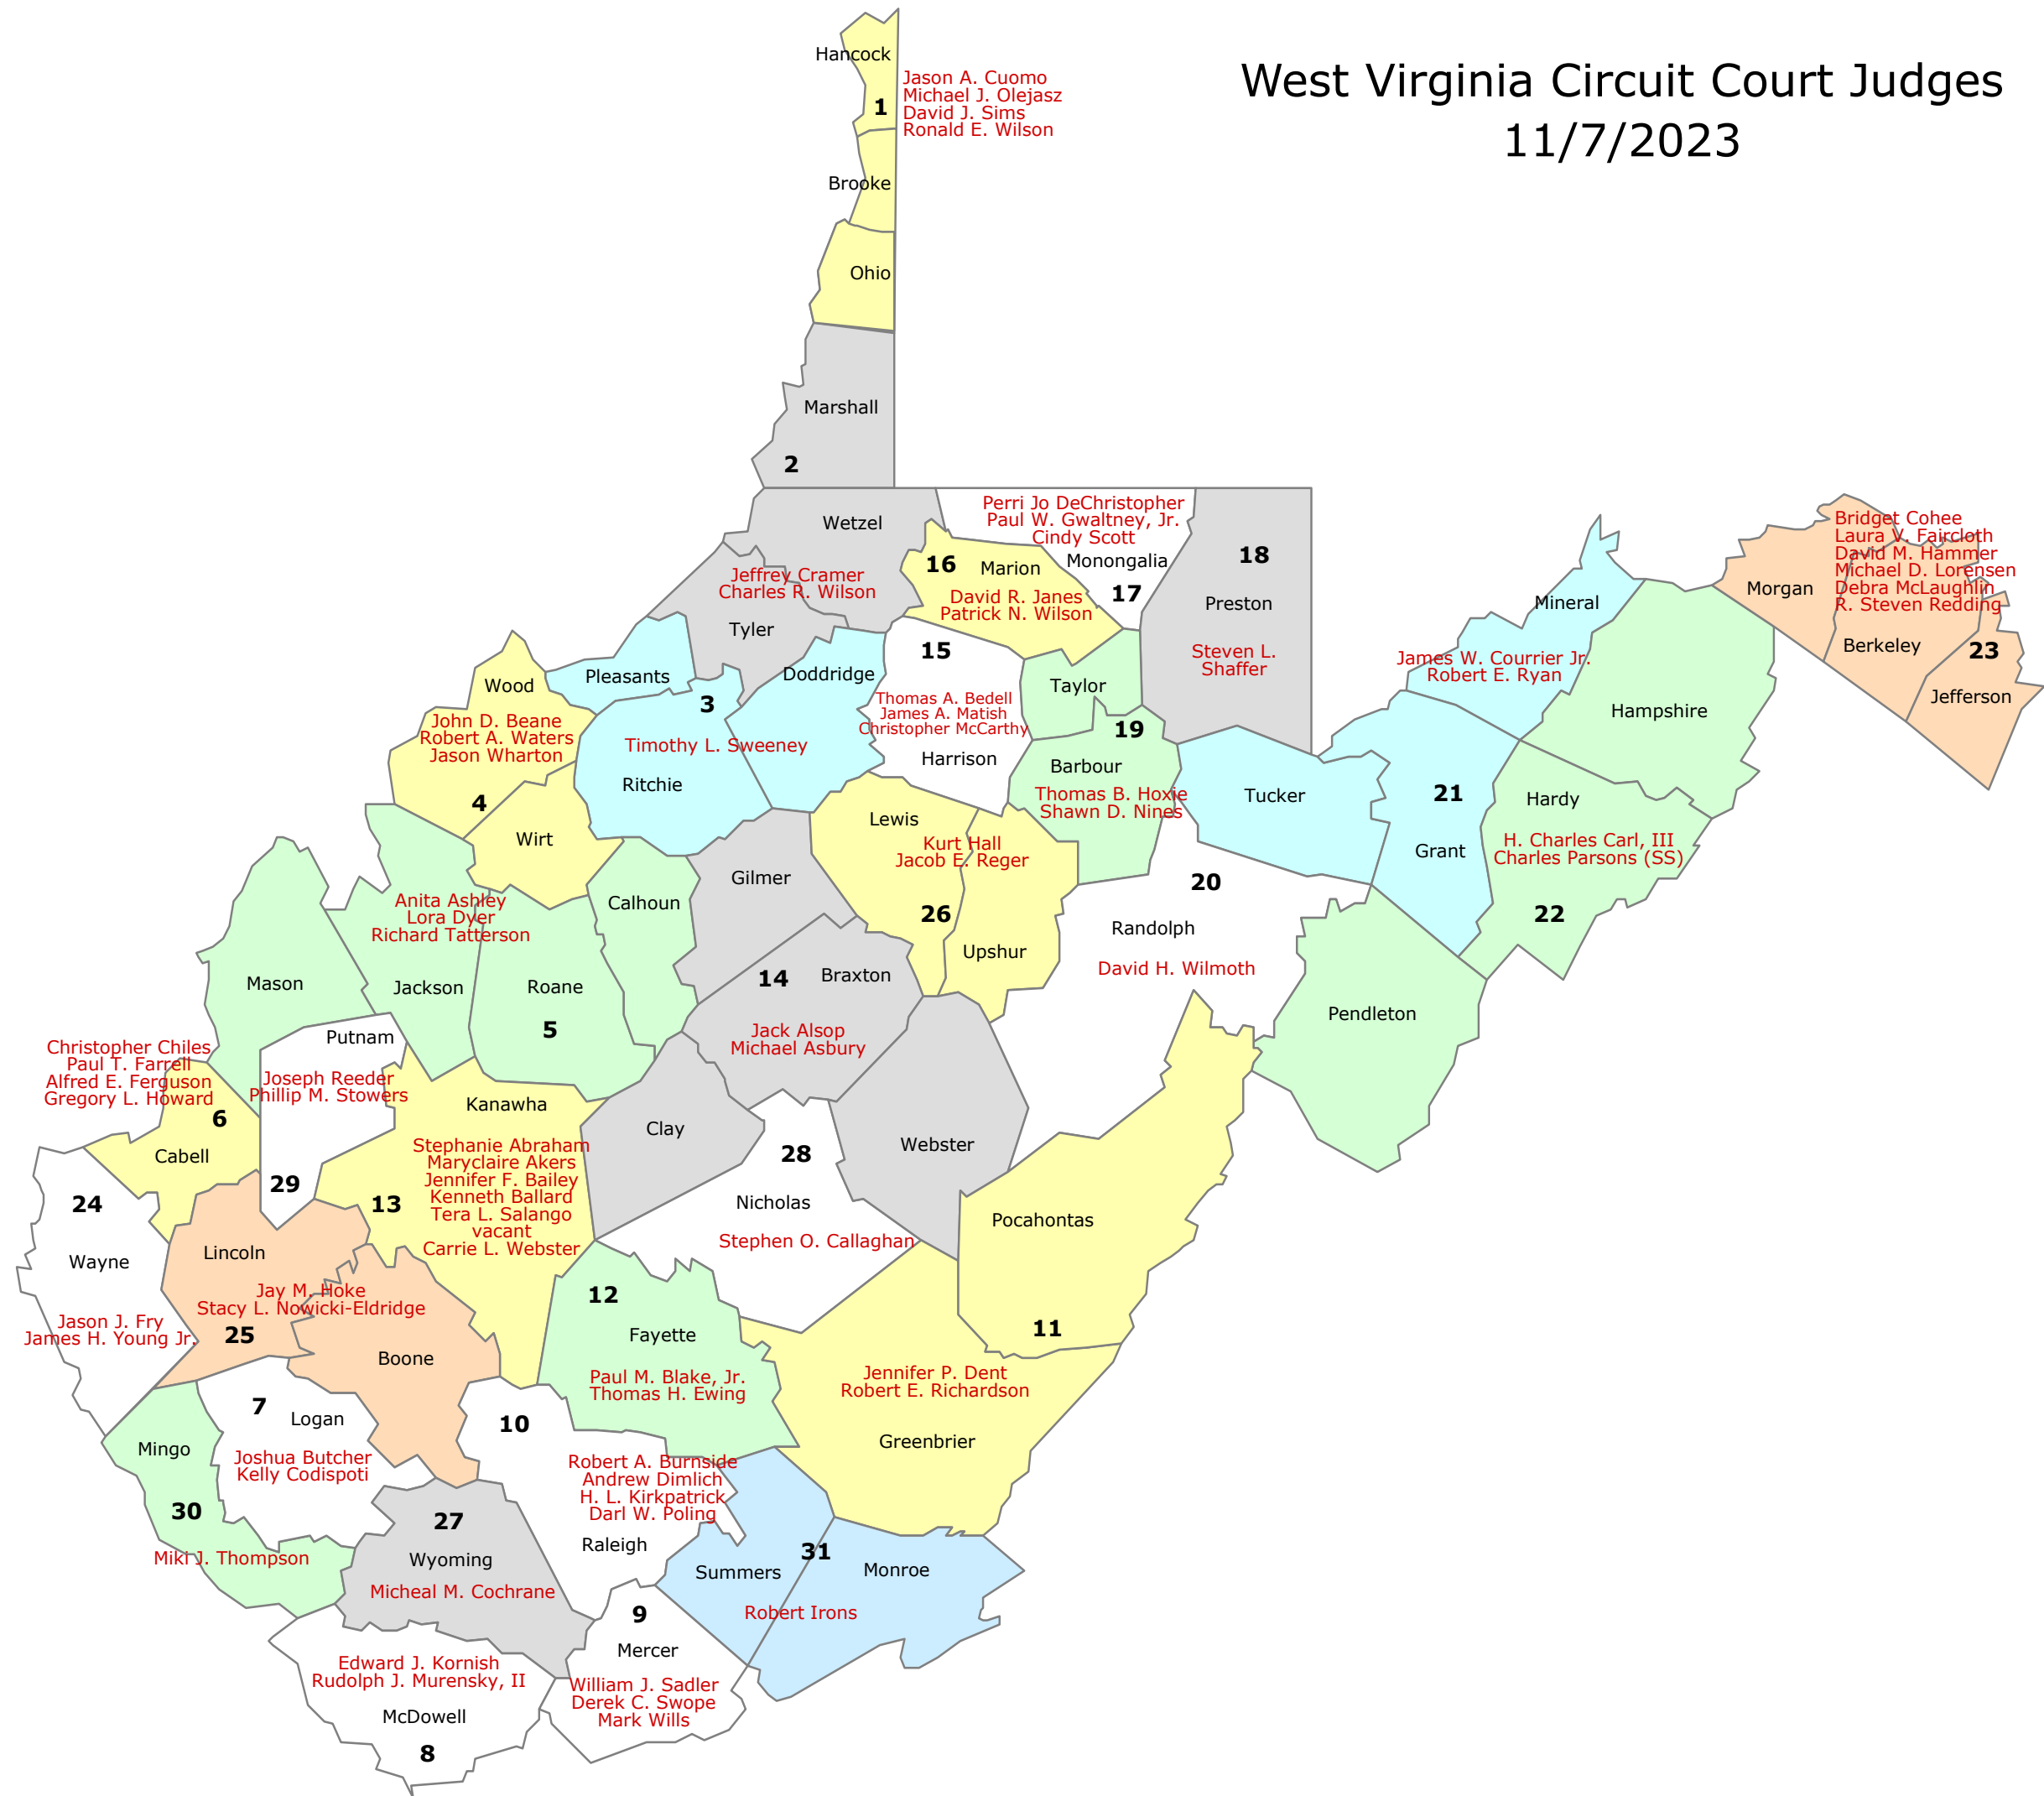 West Virginia Circuit Court Judges
11/7/2023
Hancock
1
Jason A. Cuomo
Michael J. Olejasz
David J. Sims
Ronald E. Wilson
Brooke
Ohio
Marshall
2
Wetzel
Jeffrey Cramer
Charles R. Wilson
Tyler
Perri Jo DeChristopher
Paul W. Gwaltney, Jr.
Cindy Scott
Monongalia
17
16
Marion
David R. Janes
Patrick N. Wilson
18
Preston
Steven L.
Shaffer
15
Thomas A. Bedell
James A. Matish
Christopher McCarthy
Harrison
Taylor
19
Barbour
Thomas B. Hoxie
Shawn D. Nines
Pleasants
Doddridge
3
Timothy L. Sweeney
Ritchie
Wood
John D. Beane
Robert A. Waters
Jason Wharton
4
Wirt
Mineral
James W. Courrier Jr.
Robert E. Ryan
Tucker
21
Grant
Hampshire
Hardy
H. Charles Carl, III
Charles Parsons (SS)
22
Pendleton
Morgan
Bridget Cohee
Laura V. Faircloth
David M. Hammer
Michael D. Lorensen
Debra McLaughlin
R. Steven Redding
Berkeley
23
Jefferson
Lewis
Kurt Hall
Jacob E. Reger
26
Upshur
20
Randolph
David H. Wilmoth
Gilmer
14
Braxton
Jack Alsop
Michael Asbury
Clay
Webster
Calhoun
Anita Ashley
Lora Dyer
Richard Tatterson
Mason
Jackson
Roane
5
Putnam
Joseph Reeder
Phillip M. Stowers
29
Christopher Chiles
Paul T. Farrell
Alfred E. Ferguson
Gregory L. Howard
6
Cabell
Kanawha
Stephanie Abraham
Maryclaire Akers
Jennifer F. Bailey
Kenneth Ballard
Tera L. Salango
vacant
Carrie L. Webster
13
28
Nicholas
Stephen O. Callaghan
24
Wayne
Jason J. Fry
James H. Young Jr.
Lincoln
Jay M. Hoke
Stacy L. Nowicki-Eldridge
25
Boone
12
Fayette
Paul M. Blake, Jr.
Thomas H. Ewing
Pocahontas
11
Jennifer P. Dent
Robert E. Richardson
Greenbrier
7
Logan
Joshua Butcher
Kelly Codispoti
Mingo
30
Miki J. Thompson
10
Robert A. Burnside
Andrew Dimlich
H. L. Kirkpatrick
Darl W. Poling
Raleigh
27
Wyoming
Micheal M. Cochrane
31
Summers
Monroe
Robert Irons
9
Mercer
William J. Sadler
Derek C. Swope
Mark Wills
Edward J. Kornish
Rudolph J. Murensky, II
McDowell
8